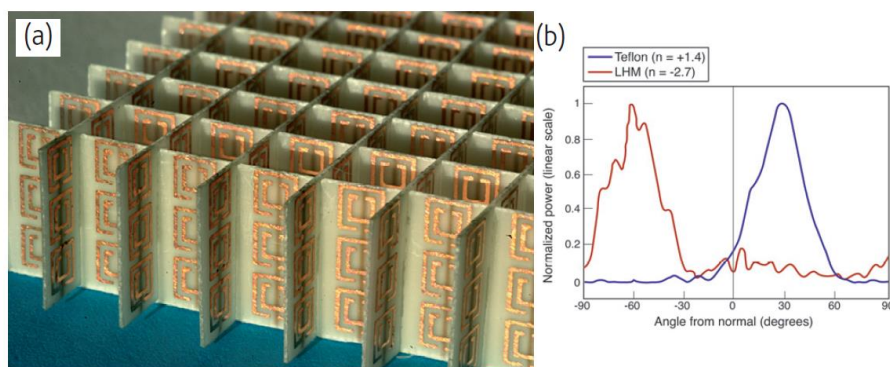 (a)
(b)
Teflon (n = +1.4)
LHM (n = -2.7)
Normalized power (linear scale)
1
0.8
0.6
0.4
0.2
0
-90
-60
-30
0
30
60
90
Angle from normal (degrees)